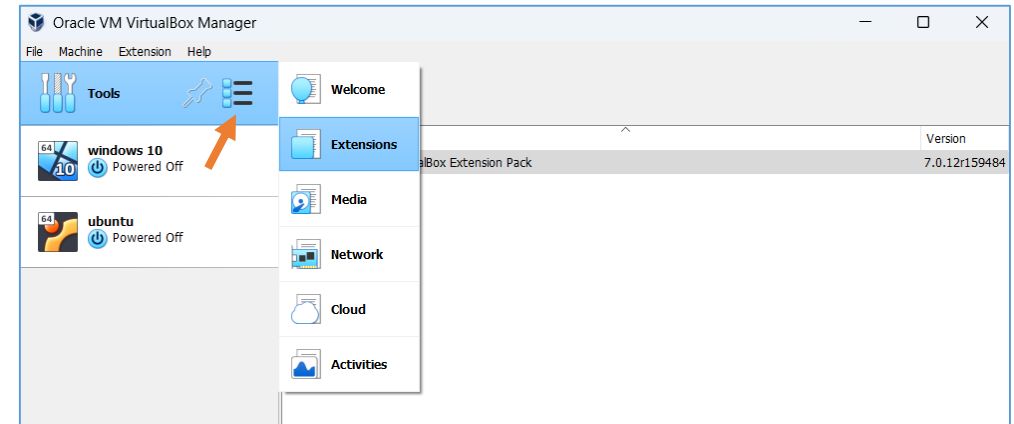 Oracle VM VirtualBox Manager
File Machine Extension Help
Tools
Welcome
Extensions
Media
Network
Cloud
Activities
Version
alBox Extension Pack 7.0.12r159484
64 10 windows 10
Powered Off
64 ubuntu
Powered Off